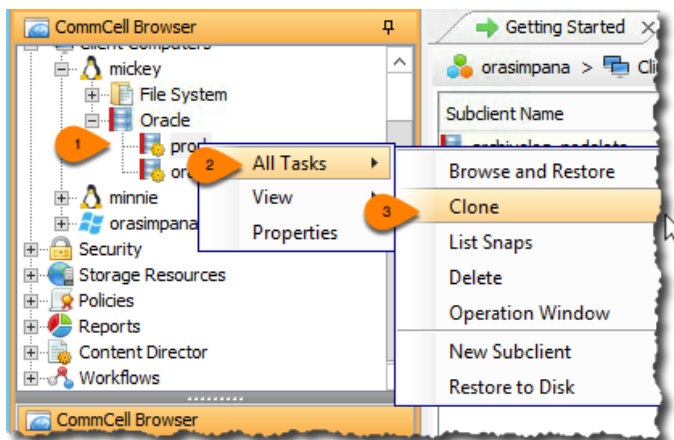 CommCell Browser
Getting Started
Client Computers
mickey
orasimpana >
File System
Oracle
Subclient Name
1
2
All Tasks
Browse and Restore
View
3
Clone
minnie
orasimpana
Properties
List Snaps
Security
Delete
Storage Resources
Policies
Operation Window
Reports
Content Director
New Subclient
Workflows
Restore to Disk
CommCell Browser